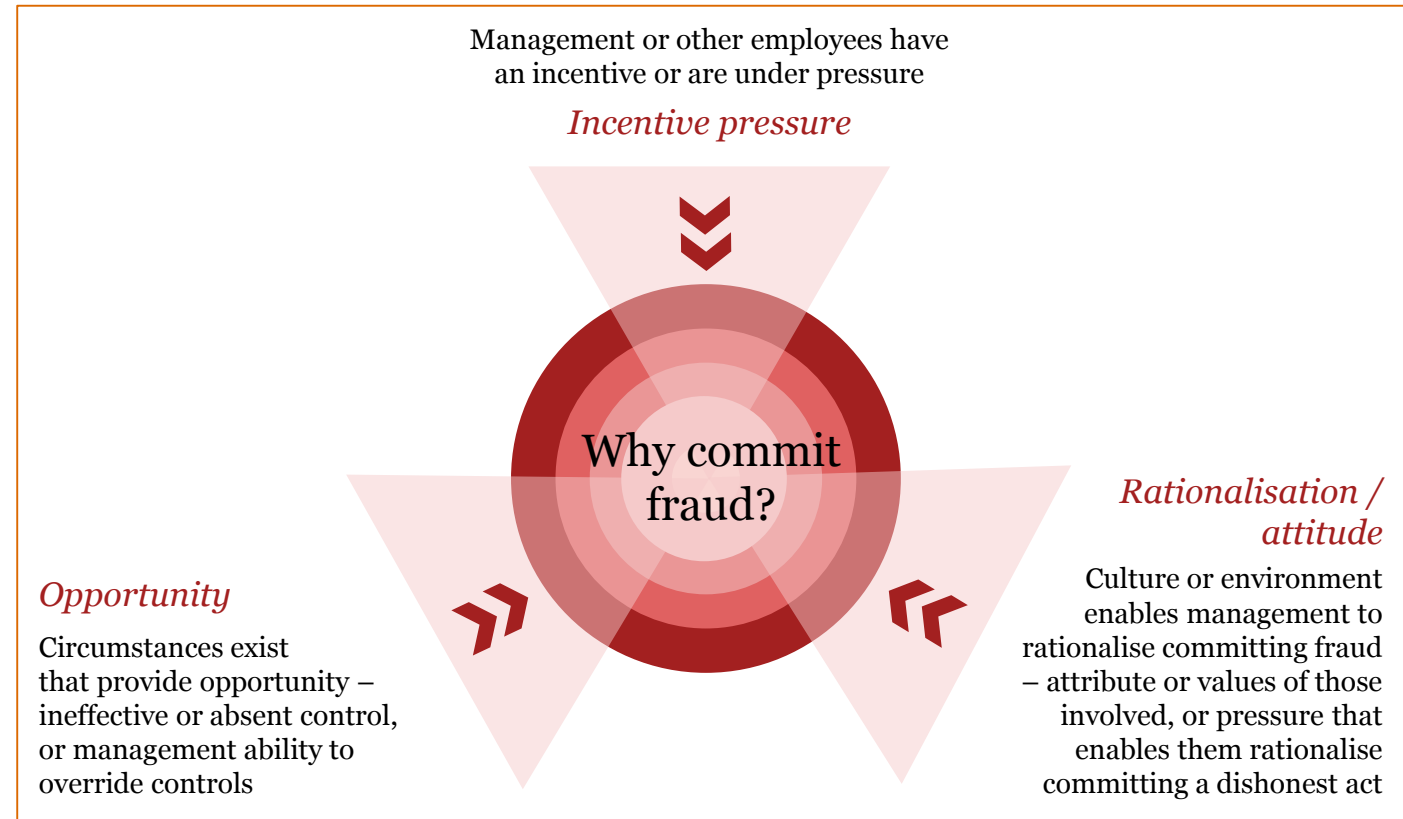 Management or other employees have
an incentive or are under pressure
Incentive pressure
Why commit
fraud?
Opportunity
Circumstances exist
that provide opportunity –
ineffective or absent control,
or management ability to
override controls
Rationalisation /
attitude
Culture or environment
enables management to
rationalise committing fraud
– attribute or values of those
involved, or pressure that
enables them rationalise
committing a dishonest act